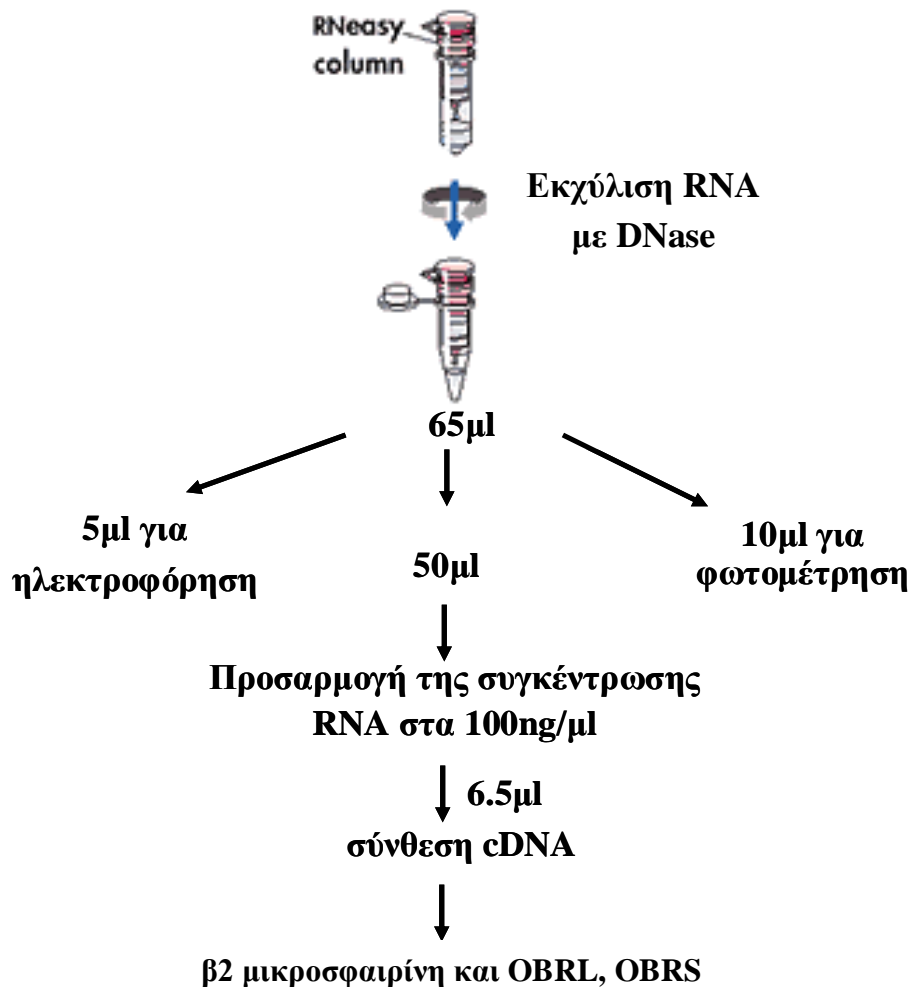 RNeasy
column
Εκχύλιση RNA
με DNase
65μl
5μl για
ηλεκτροφόρηση
50μl
10μl για
φωτομέτρηση
Προσαρμογή της συγκέντρωσης
RNA στα 100ng/μl
6.5μl
σύνθεση cDNA
β2 μικροσφαιρίνη και OBRL, OBRS